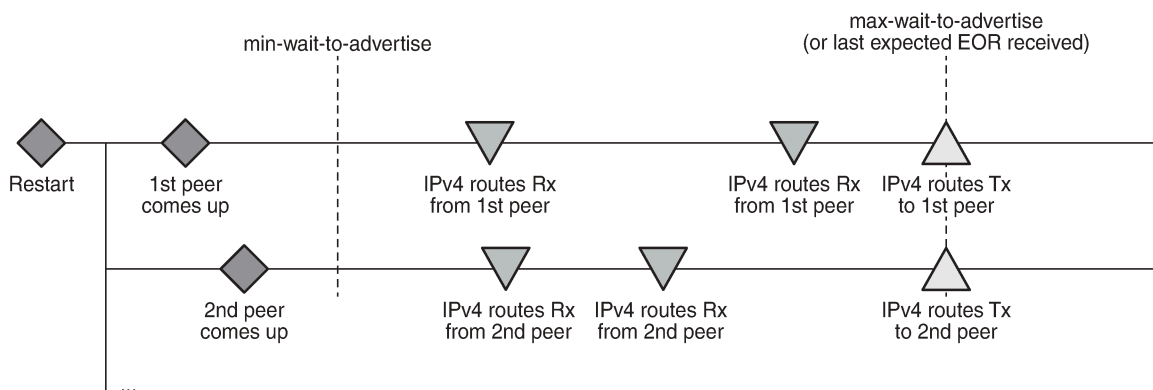 min-wait-to-advertise
max-wait-to-advertise
(or last expected EOR received)
Restart
1st peer
comes up
IPv4 routes Rx
from 1st peer
IPv4 routes Rx
from 1st peer
IPv4 routes Tx
to 1st peer
2nd peer
comes up
IPv4 routes Rx
from 2nd peer
IPv4 routes Rx
from 2nd peer
IPv4 routes Tx
to 2nd peer